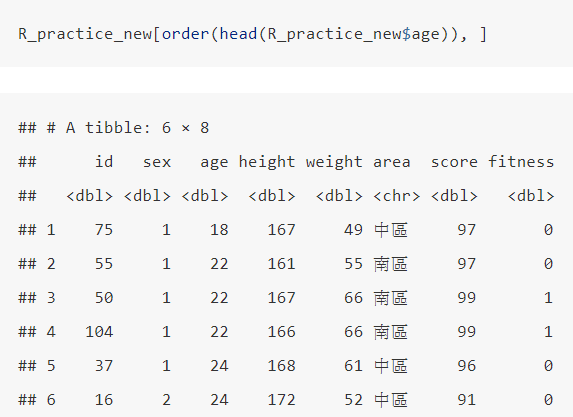 R_practice_new[order(head(R_practice_new$age)), ]
## # A tibble: 6 × 8
##      id   sex   age height weight area  score fitness
##   <dbl> <dbl> <dbl>  <dbl>  <dbl> <chr> <dbl>   <dbl>
## 1    75     1    18    167     49 中區     97       0
## 2    55     1    22    161     55 南區     97       0
## 3    50     1    22    167     66 南區     99       1
## 4   104     1    22    166     66 南區     99       1
## 5    37     1    24    168     61 中區     96       0
## 6    16     2    24    172     52 中區     91       0